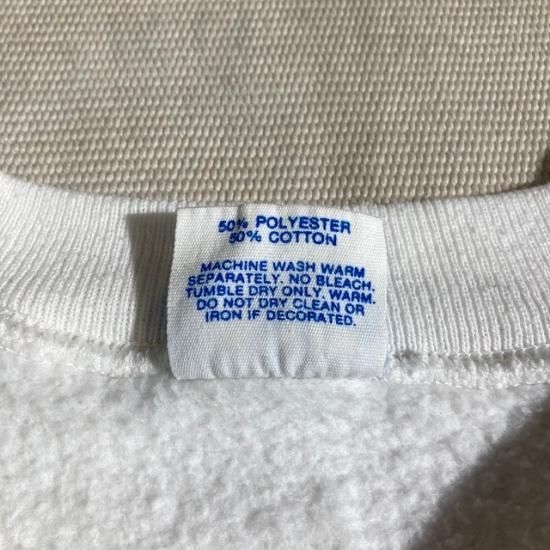 50% POLYESTER
50% COTTON
MACHINE WASH WARM
SEPARATELY. NO BLEACH.
TUMBLE DRY ONLY. WARM.
DO NOT DRY CLEAN OR
IRON IF DECORATED.